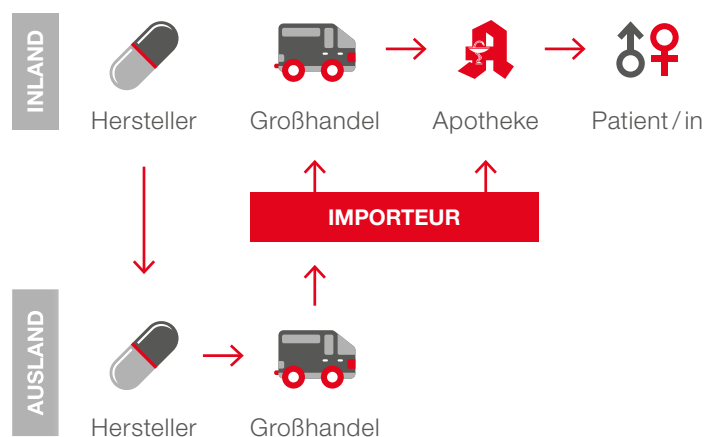 INLAND
Hersteller
Großhandel
Apotheke
Patient / in
IMPORTEUR
AUSLAND
Hersteller
Großhandel